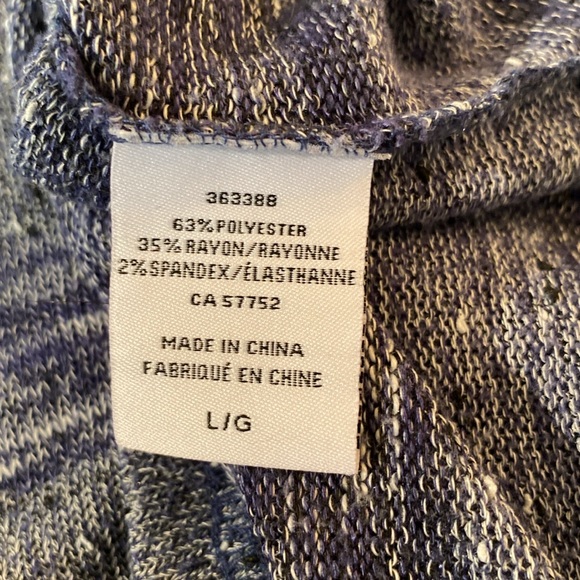 363388
63% POLYESTER
35% RAYON/RAYONNE
2% SPANDEX/ÉLASTHANNE
CA 57752
MADE IN CHINA
FABRIQUÉ EN CHINE
L/G